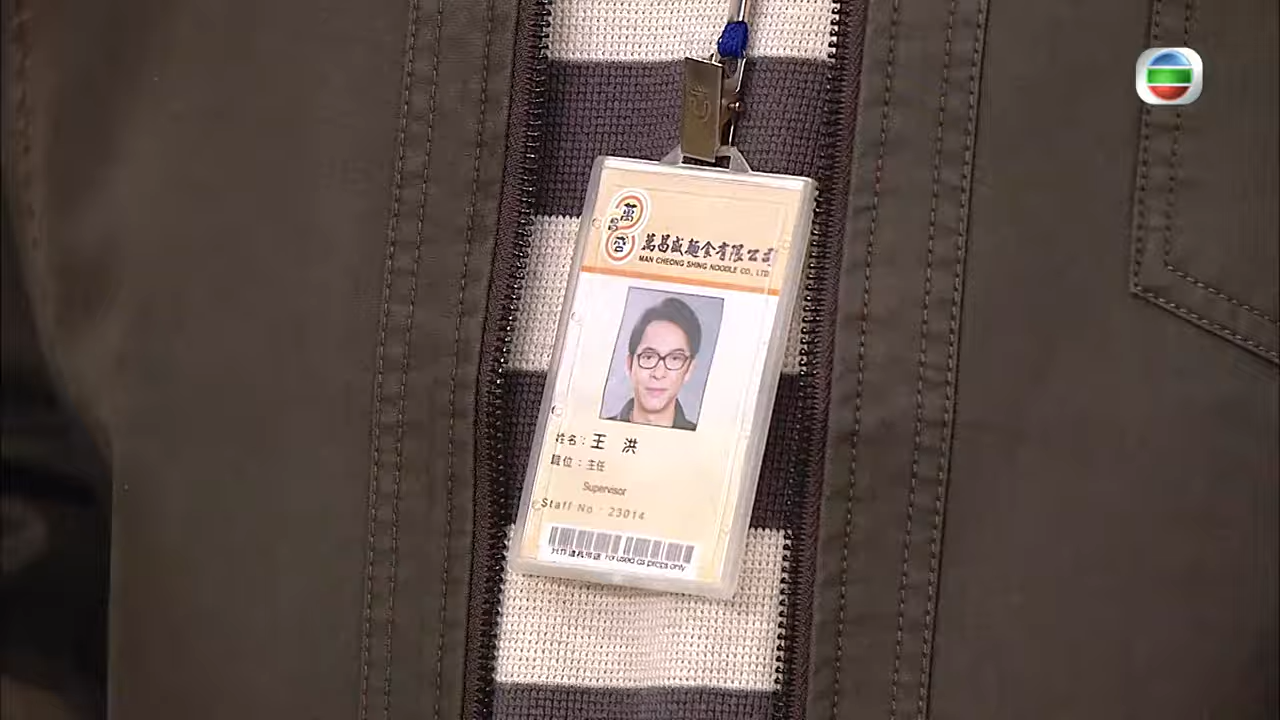 萬
昌
盛
萬昌盛麵食有限公司
MAN CHEONG SHING NOODLE CO., LTD
姓名：王 洪
職位：主任
Supervisor
Staff No : 23014
只作道具用途 For used as props only